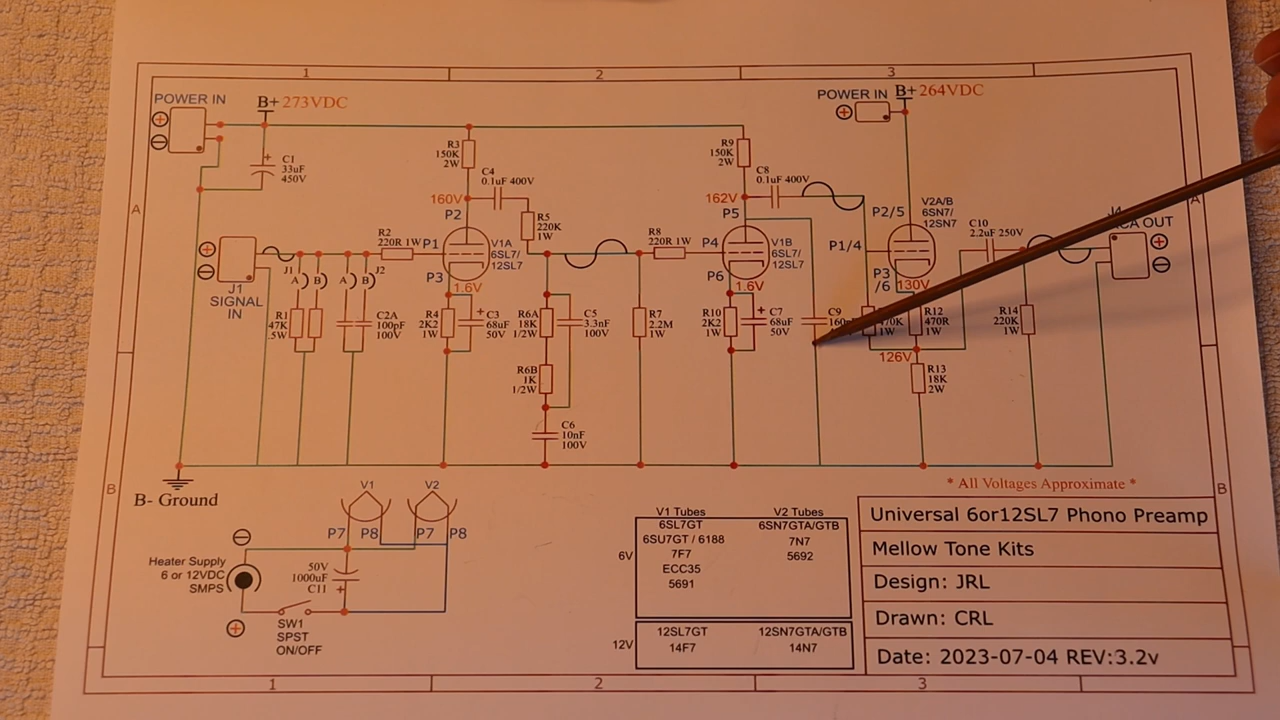 1
2
3
POWER IN
B+ 273VDC
POWER IN
B+ 264VDC
C1
33uF
450V
R3
150K
2W
C4
0.1uF 400V
R9
150K
2W
C8
0.1uF 400V
A
160V
P2
R5
220K
1W
162V
P5
P2/5
V2A/B
6SN7/
12SN7
C10
2.2uF 250V
A
R2
220R 1W
P1
V1A
6SL7/
12SL7
R8
220R 1W
P4
V1B
6SL7/
12SL7
P1/4
J1
SIGNAL
IN
J1
A
B
A
B
J2
P3
1.6V
P6
1.6V
P3
/6
130V
R1
47K
.5W
C2A
100pF
100V
R4
2K2
1W
C3
68uF
50V
R6A
18K
1/2W
C5
3.3nF
100V
R7
2.2M
1W
R10
2K2
1W
C7
68uF
50V
C9
1W
R12
470R
1W
R14
220K
1W
126V
R6B
1K
1/2W
R13
18K
2W
C6
10nF
100V
B
B- Ground
* All Voltages Approximate *
B
V1
V2
P7
P8
P7
P8
Heater Supply
6 or 12VDC
SMPS
50V
1000uF
C11
SW1
SPST
ON/OFF
V1 Tubes
V2 Tubes
6V
6SL7GT
6SN7GTA/GTB
6SU7GT / 6188
7N7
7F7
5692
ECC35
5691
12V
12SL7GT
12SN7GTA/GTB
14F7
14N7
Universal 6or12SL7 Phono Preamp
Mellow Tone Kits
Design: JRL
Drawn: CRL
Date: 2023-07-04 REV:3.2v
1
2
3